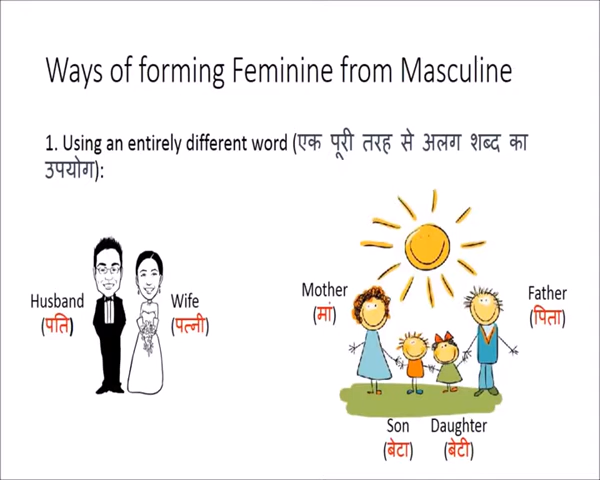 Ways of forming Feminine from Masculine
1. Using an entirely different word (एक पूरी तरह से अलग शब्द का
उपयोग):
Husband
(पति)
Wife
(पत्नी)
Mother
(मां)
Father
(पिता)
Son
(बेटा)
Daughter
(बेटी)